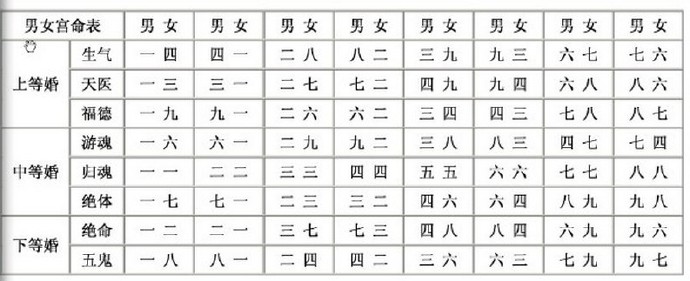 男女宫命表 男 女 男 女 男 女 男 女 男 女 男 女 男 女 男 女
上等婚 生气 一 四 四 一 二 八 八 二 三 九 九 三 六 七 七 六
天医 一 三 三 一 二 七 七 二 四 九 九 四 六 八 八 六
福德 一 九 九 一 二 六 六 二 三 四 四 三 七 八 八 七
中等婚 游魂 一 六 六 一 二 九 九 二 三 八 八 三 四 七 七 四
归魂 一 一 二 二 三 三 四 四 五 五 六 六 七 七 八 八
绝体 一 七 七 一 二 三 三 二 四 六 六 四 八 九 九 八
下等婚 绝命 一 二 二 一 三 七 七 三 四 八 八 四 六 九 九 六
五鬼 一 八 八 一 二 四 四 二 三 六 六 三 七 九 九 七